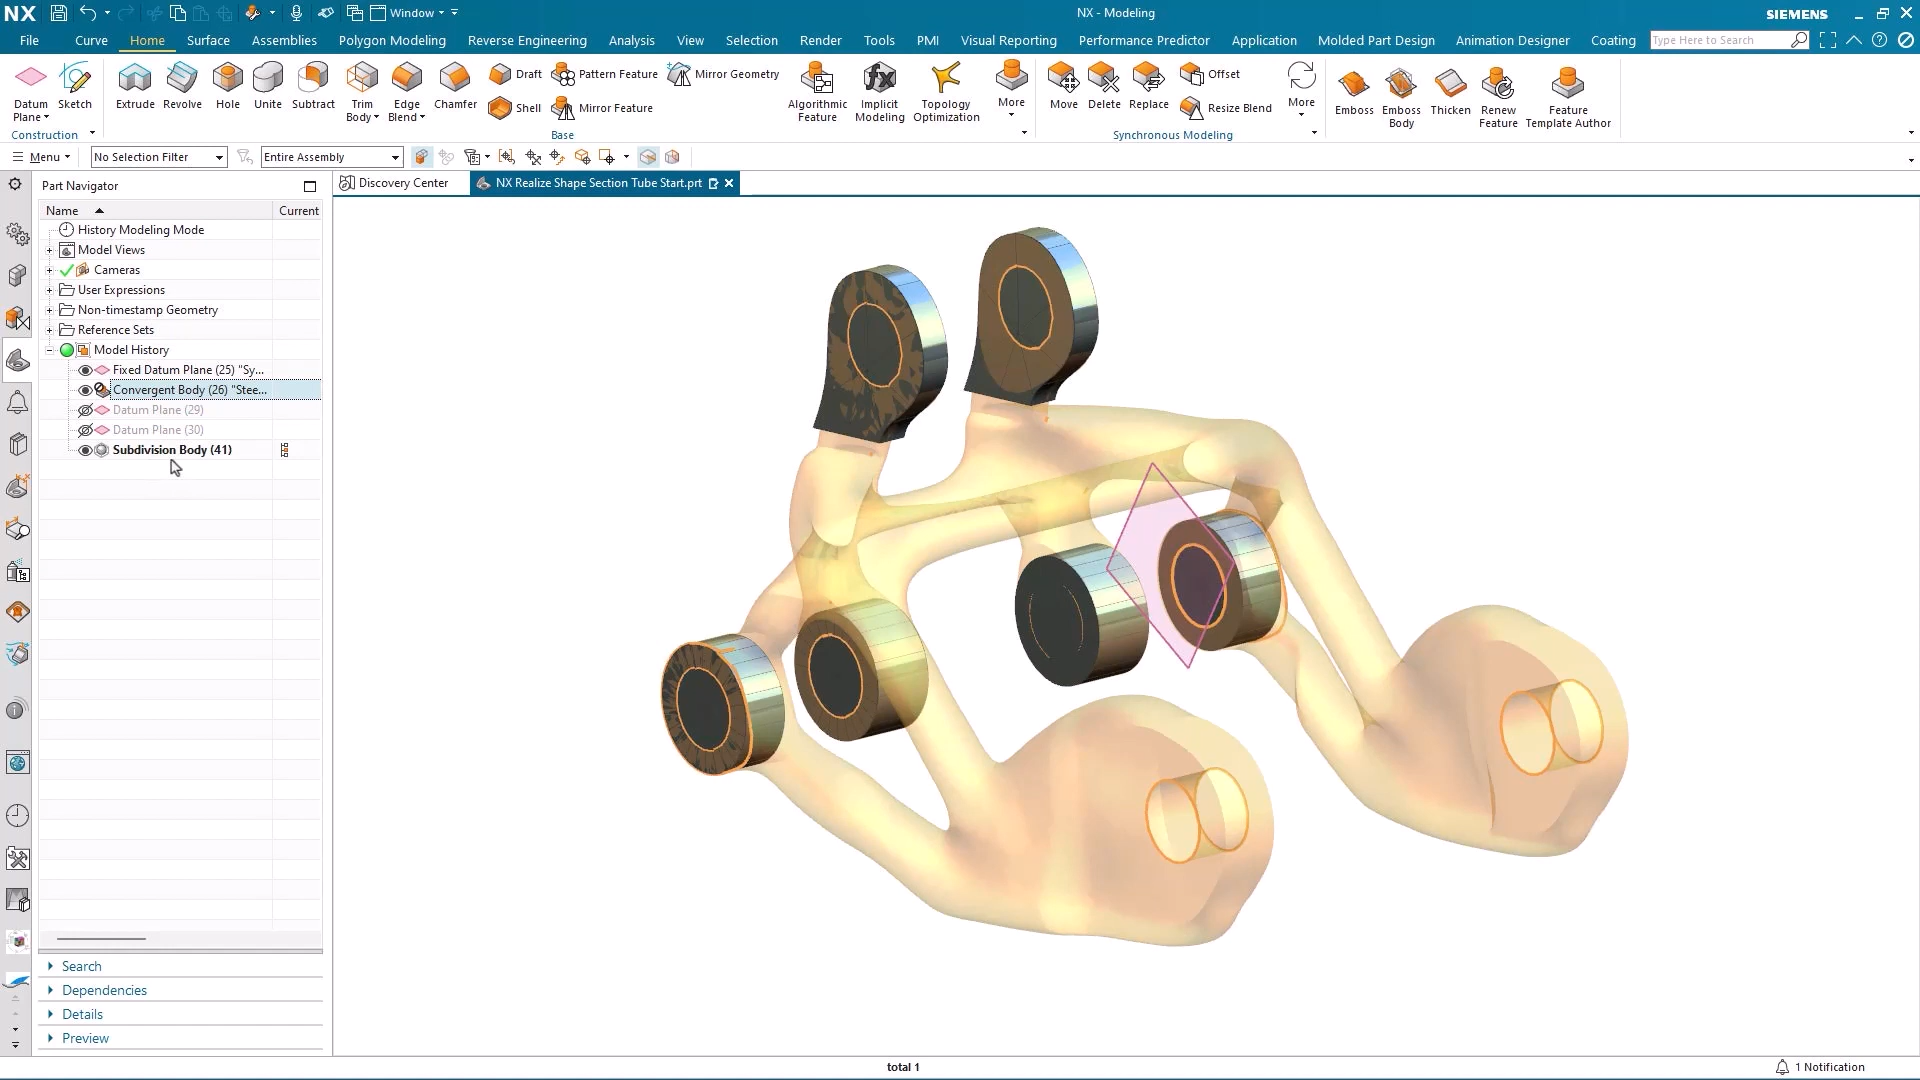 NX Window NX - Modeling SIEMENS
File Curve Home Surface Assemblies Polygon Modeling Reverse Engineering Analysis View Selection Render Tools PMI Visual Reporting Performance Predictor Application Molded Part Design Animation Designer Coating Type Here to Search
Datum Plane
Sketch
Extrude
Revolve
Hole
Unite
Subtract
Trim Body
Edge Blend
Chamfer
Draft
Shell
Pattern Feature
Mirror Feature
Mirror Geometry
Algorithmic Feature
Implicit Modeling
Topology Optimization
More
Move
Delete
Replace
Offset
Resize Blend
More
Emboss
Emboss Body
Thicken
Renew Feature
Feature Template Author
Construction Base Synchronous Modeling
Menu No Selection Filter Entire Assembly
Part Navigator
Discovery Center NX Realize Shape Section Tube Start.prt
Name Current
History Modeling Mode
Model Views
Cameras
User Expressions
Non-timestamp Geometry
Reference Sets
Model History
Fixed Datum Plane (25) "Sy...
Convergent Body (26) "Stee...
Datum Plane (29)
Datum Plane (30)
Subdivision Body (41)
Search
Dependencies
Details
Preview
total 1 1 Notification